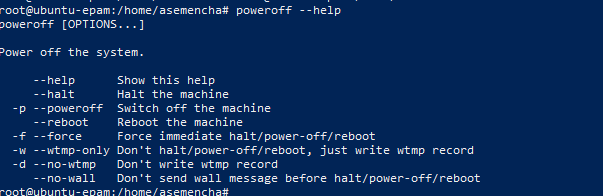 root@ubuntu-epam:/home/asemencha# poweroff --help
poweroff [OPTIONS...]
Power off the system.
--help Show this help
--halt Halt the machine
-p --poweroff Switch off the machine
--reboot Reboot the machine
-f --force Force immediate halt/power-off/reboot
-w --wtmp-only Don't halt/power-off/reboot, just write wtmp record
-d --no-wtmp Don't write wtmp record
--no-wall Don't send wall message before halt/power-off/reboot
root@ubuntu-epam:/home/asemencha#